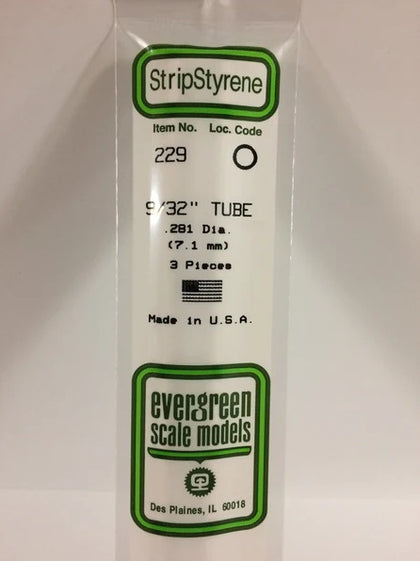 StripStyrene
Item No. Loc. Code
229
9/32" TUBE
.281 Dia.
(7.1 mm)
3 Pieces
Made in U.S.A.
evergreen
scale models
Des Plaines, IL 60018